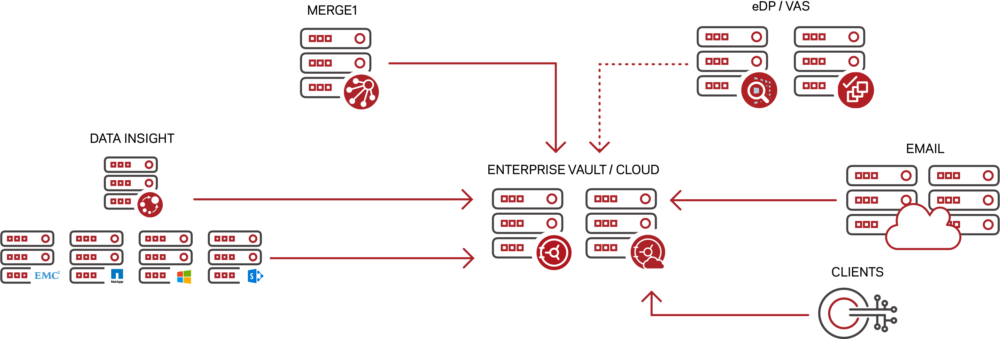 MERGE1
eDP / VAS
DATA INSIGHT
EMAIL
ENTERPRISE VAULT / CLOUD
EMC²
NetApp
S
CLIENTS